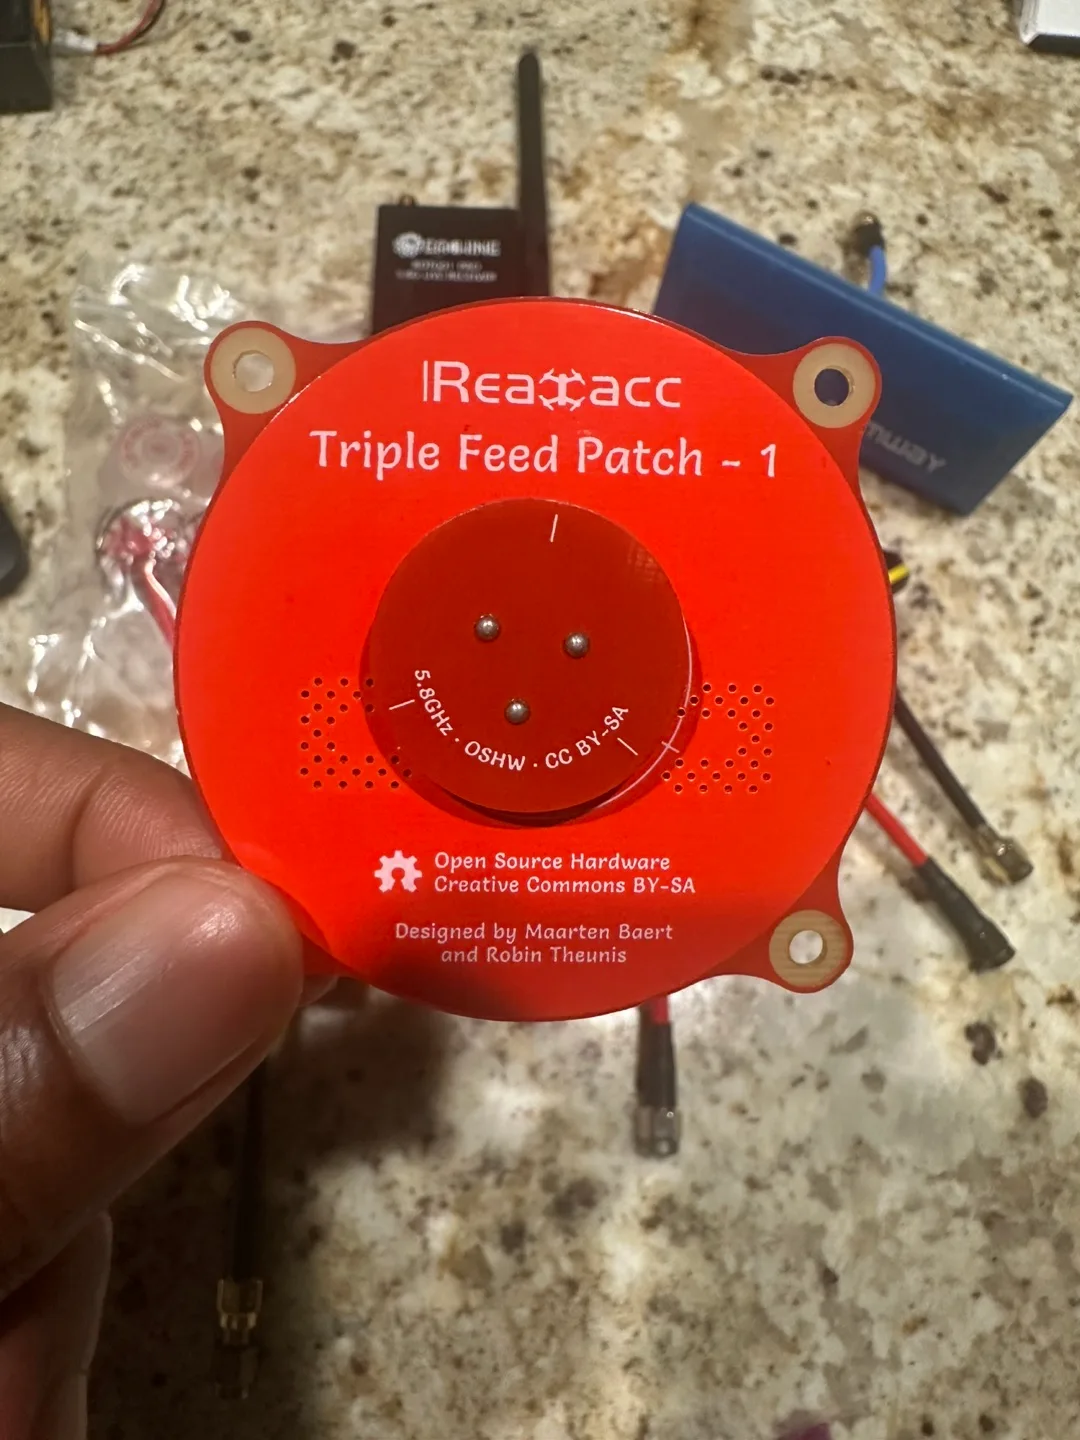 Realacc
Triple Feed Patch - 1
5.8GHz · OSHW · CC BY-SA
Open Source Hardware
Creative Commons BY-SA
Designed by Maarten Baert
and Robin Theunis